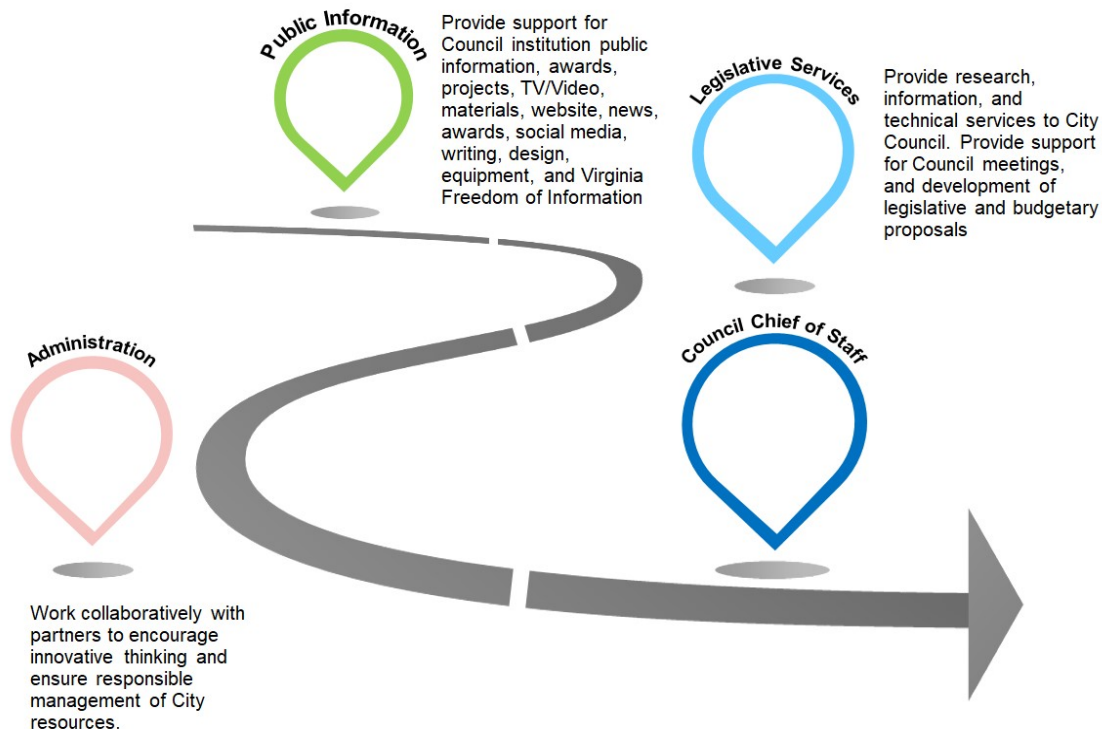 Public Information
Provide support for
Council institution public
information, awards,
projects, TV/Video,
materials, website, news,
awards, social media,
writing, design,
equipment, and Virginia
Freedom of Information
Legislative Services
Provide research,
information, and
technical services to City
Council. Provide support
for Council meetings,
and development of
legislative and budgetary
proposals
Administration
Work collaboratively with
partners to encourage
innovative thinking and
ensure responsible
management of City
resources.
Council Chief of Staff